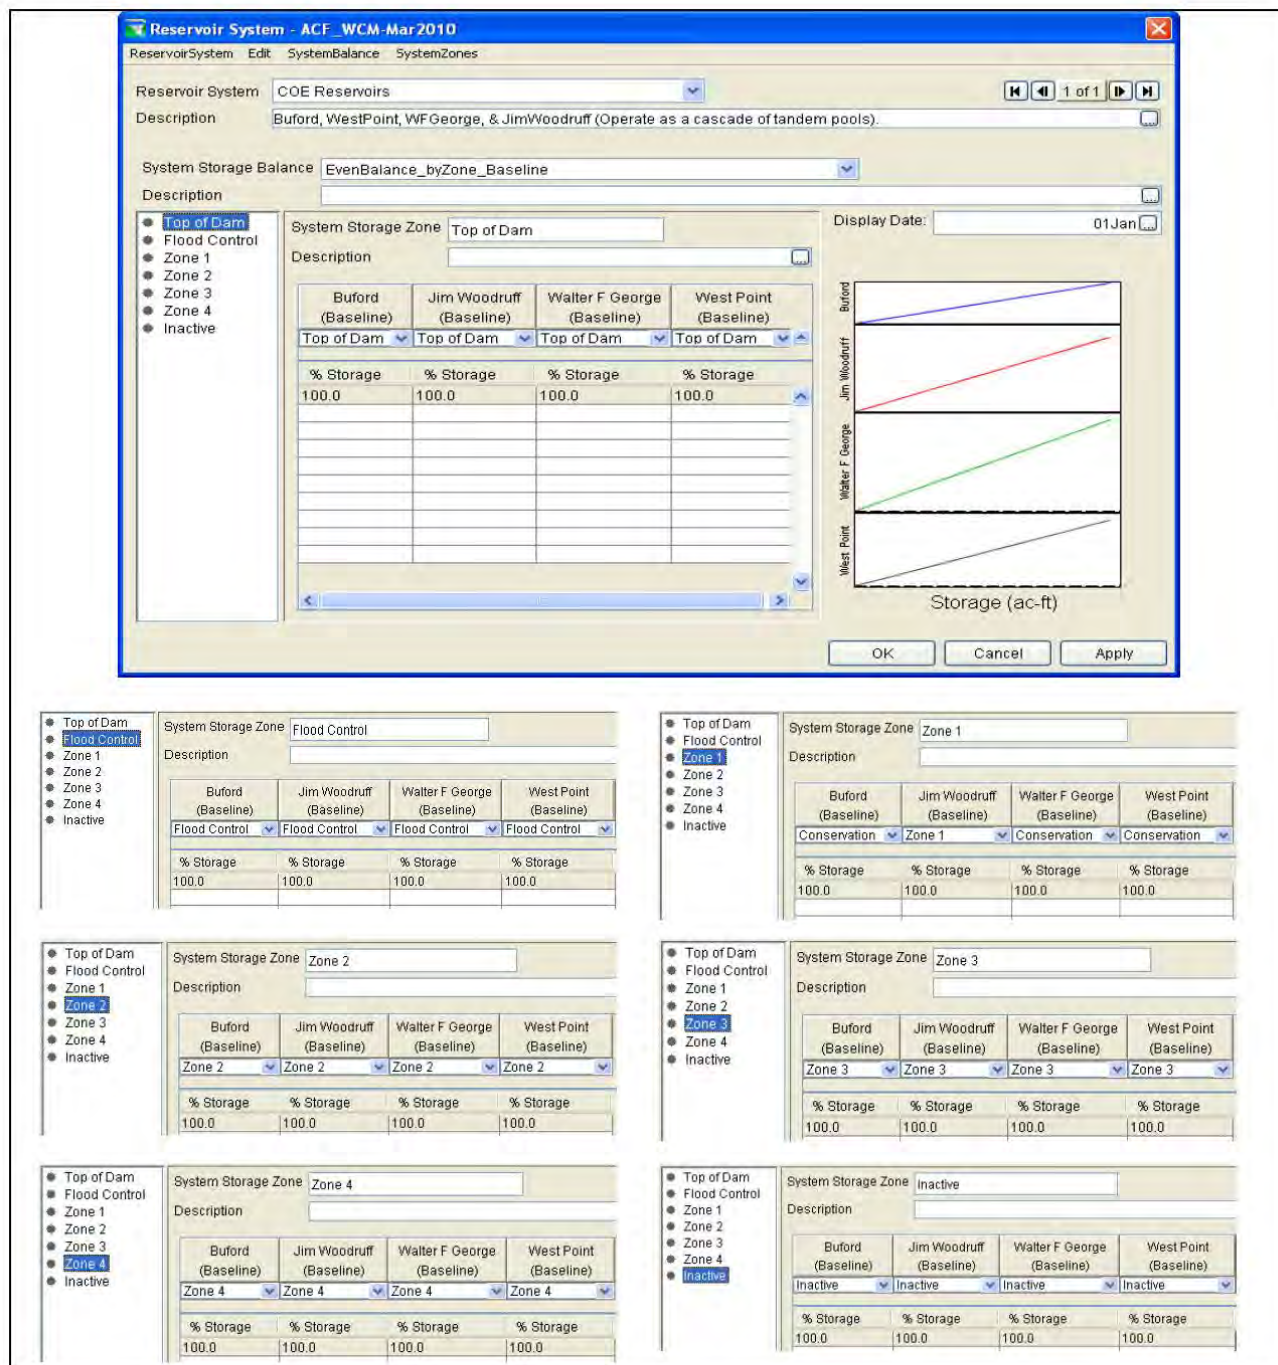 Reservoir System - ACF_WCM-Mar2010
ReservoirSystem Edit SystemBalance SystemZones
Reservoir System COE Reservoirs 1 of 1
Description Buford, WestPoint, WFGeorge, & JimWoodruff (Operate as a cascade of tandem pools). ...
System Storage Balance EvenBalance_byZone_Baseline
Description ...
Top of Dam
Flood Control
Zone 1
Zone 2
Zone 3
Zone 4
Inactive
System Storage Zone Top of Dam
Description ...
Buford Jim Woodruff Walter F George West Point
(Baseline) (Baseline) (Baseline) (Baseline)
Top of Dam Top of Dam Top of Dam Top of Dam
% Storage % Storage % Storage % Storage
100.0 100.0 100.0 100.0
Display Date: 01Jan ...
Buford
Jim Woodruff
Walter F George
West Point
Storage (ac-ft)
OK Cancel Apply
Top of Dam
Flood Control
Zone 1
Zone 2
Zone 3
Zone 4
Inactive
System Storage Zone Flood Control
Description
Buford Jim Woodruff Walter F George West Point
(Baseline) (Baseline) (Baseline) (Baseline)
Flood Control Flood Control Flood Control Flood Control
% Storage % Storage % Storage % Storage
100.0 100.0 100.0 100.0
Top of Dam
Flood Control
Zone 1
Zone 2
Zone 3
Zone 4
Inactive
System Storage Zone Zone 1
Description
Buford Jim Woodruff Walter F George West Point
(Baseline) (Baseline) (Baseline) (Baseline)
Conservation Zone 1 Conservation Conservation
% Storage % Storage % Storage % Storage
100.0 100.0 100.0 100.0
Top of Dam
Flood Control
Zone 1
Zone 2
Zone 3
Zone 4
Inactive
System Storage Zone Zone 2
Description
Buford Jim Woodruff Walter F George West Point
(Baseline) (Baseline) (Baseline) (Baseline)
Zone 2 Zone 2 Zone 2 Zone 2
% Storage % Storage % Storage % Storage
100.0 100.0 100.0 100.0
Top of Dam
Flood Control
Zone 1
Zone 2
Zone 3
Zone 4
Inactive
System Storage Zone Zone 3
Description
Buford Jim Woodruff Walter F George West Point
(Baseline) (Baseline) (Baseline) (Baseline)
Zone 3 Zone 3 Zone 3 Zone 3
% Storage % Storage % Storage % Storage
100.0 100.0 100.0 100.0
Top of Dam
Flood Control
Zone 1
Zone 2
Zone 3
Zone 4
Inactive
System Storage Zone Zone 4
Description
Buford Jim Woodruff Walter F George West Point
(Baseline) (Baseline) (Baseline) (Baseline)
Zone 4 Zone 4 Zone 4 Zone 4
% Storage % Storage % Storage % Storage
100.0 100.0 100.0 100.0
Top of Dam
Flood Control
Zone 1
Zone 2
Zone 3
Zone 4
Inactive
System Storage Zone Inactive
Description
Buford Jim Woodruff Walter F George West Point
(Baseline) (Baseline) (Baseline) (Baseline)
Inactive Inactive Inactive Inactive
% Storage % Storage % Storage % Storage
100.0 100.0 100.0 100.0